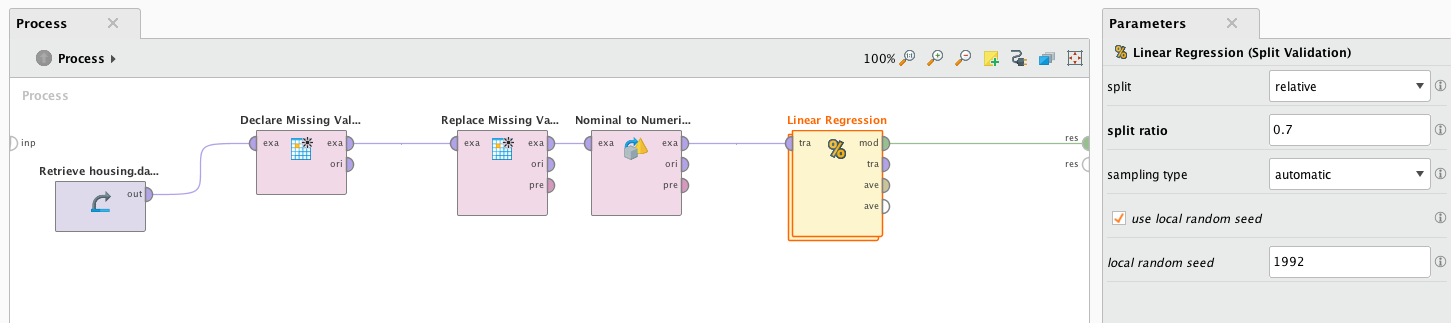 Process
Process
100%
Process
inp
Retrieve housing.da...
out
Declare Missing Val...
exa exa
ori
Replace Missing Va...
exa exa
ori
pre
Nominal to Numeri...
exa exa
ori
pre
Linear Regression
tra mod
tra
ave
ave
res
res
Parameters
Linear Regression (Split Validation)
split relative
split ratio 0.7
sampling type automatic
use local random seed
local random seed 1992